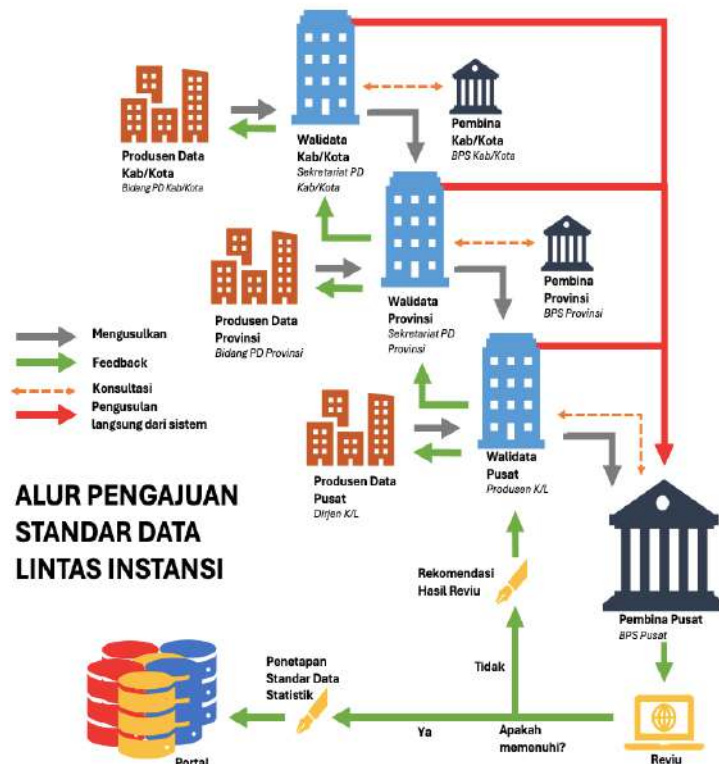 Produsen Data
Kab/Kota
Bidang PD Kab/Kota
Walidata
Kab/Kota
Sekretariat PD
Kab/Kota
Pembina
Kab/Kota
BPS Kab/Kota
Produsen Data
Provinsi
Bidang PD Provinsi
Walidata
Provinsi
Sekretariat PD
Provinsi
Pembina
Provinsi
BPS Provinsi
Mengusulkan
Feedback
Konsultasi
Pengusulan
langsung dari sistem
Produsen Data
Pusat
Dirjen K/L
Walidata
Pusat
Produsen K/L
ALUR PENGAJUAN
STANDAR DATA
LINTAS INSTANSI
Rekomendasi
Hasil Reviu
Pembina Pusat
BPS Pusat
Penetapan
Standar Data
Statistik
Tidak
Ya
Apakah
memenuhi?
Reviu
Portal